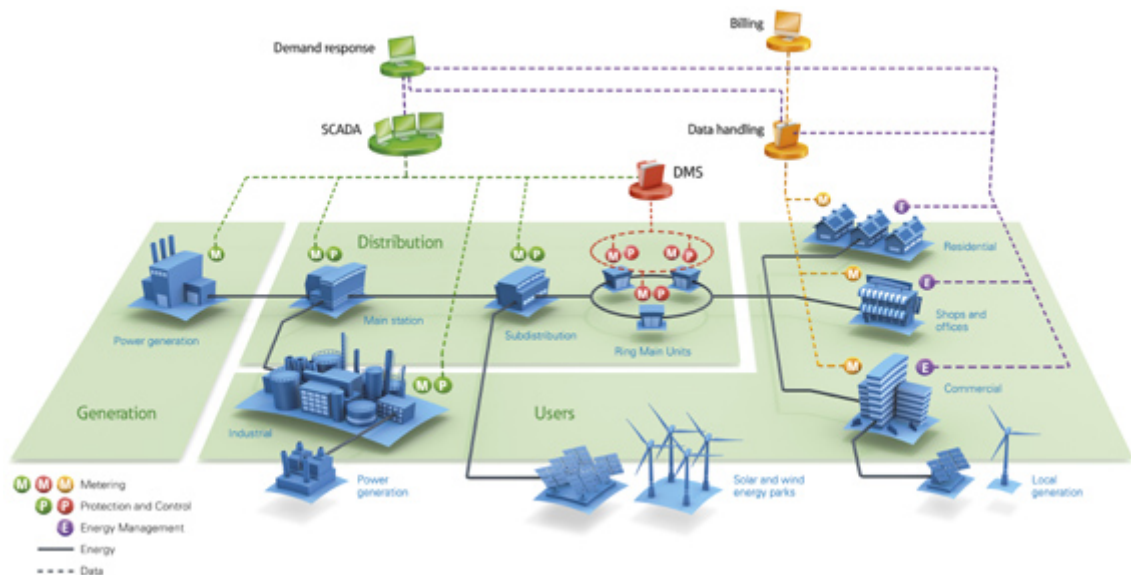 Billing
Demand response
SCADA
Data handling
DMS
M
E
Residential
M
M P
Distribution
M P
M P
M P
M P
M
E
Shops and
offices
Power generation
Main station
Subdistribution
Ring Main Units
M
E
Commercial
M P
Generation
Industrial
Users
Power
generation
Solar and wind
energy parks
Local
generation
M M M Metering
P P Protection and Control
E Energy Management
Energy
Data